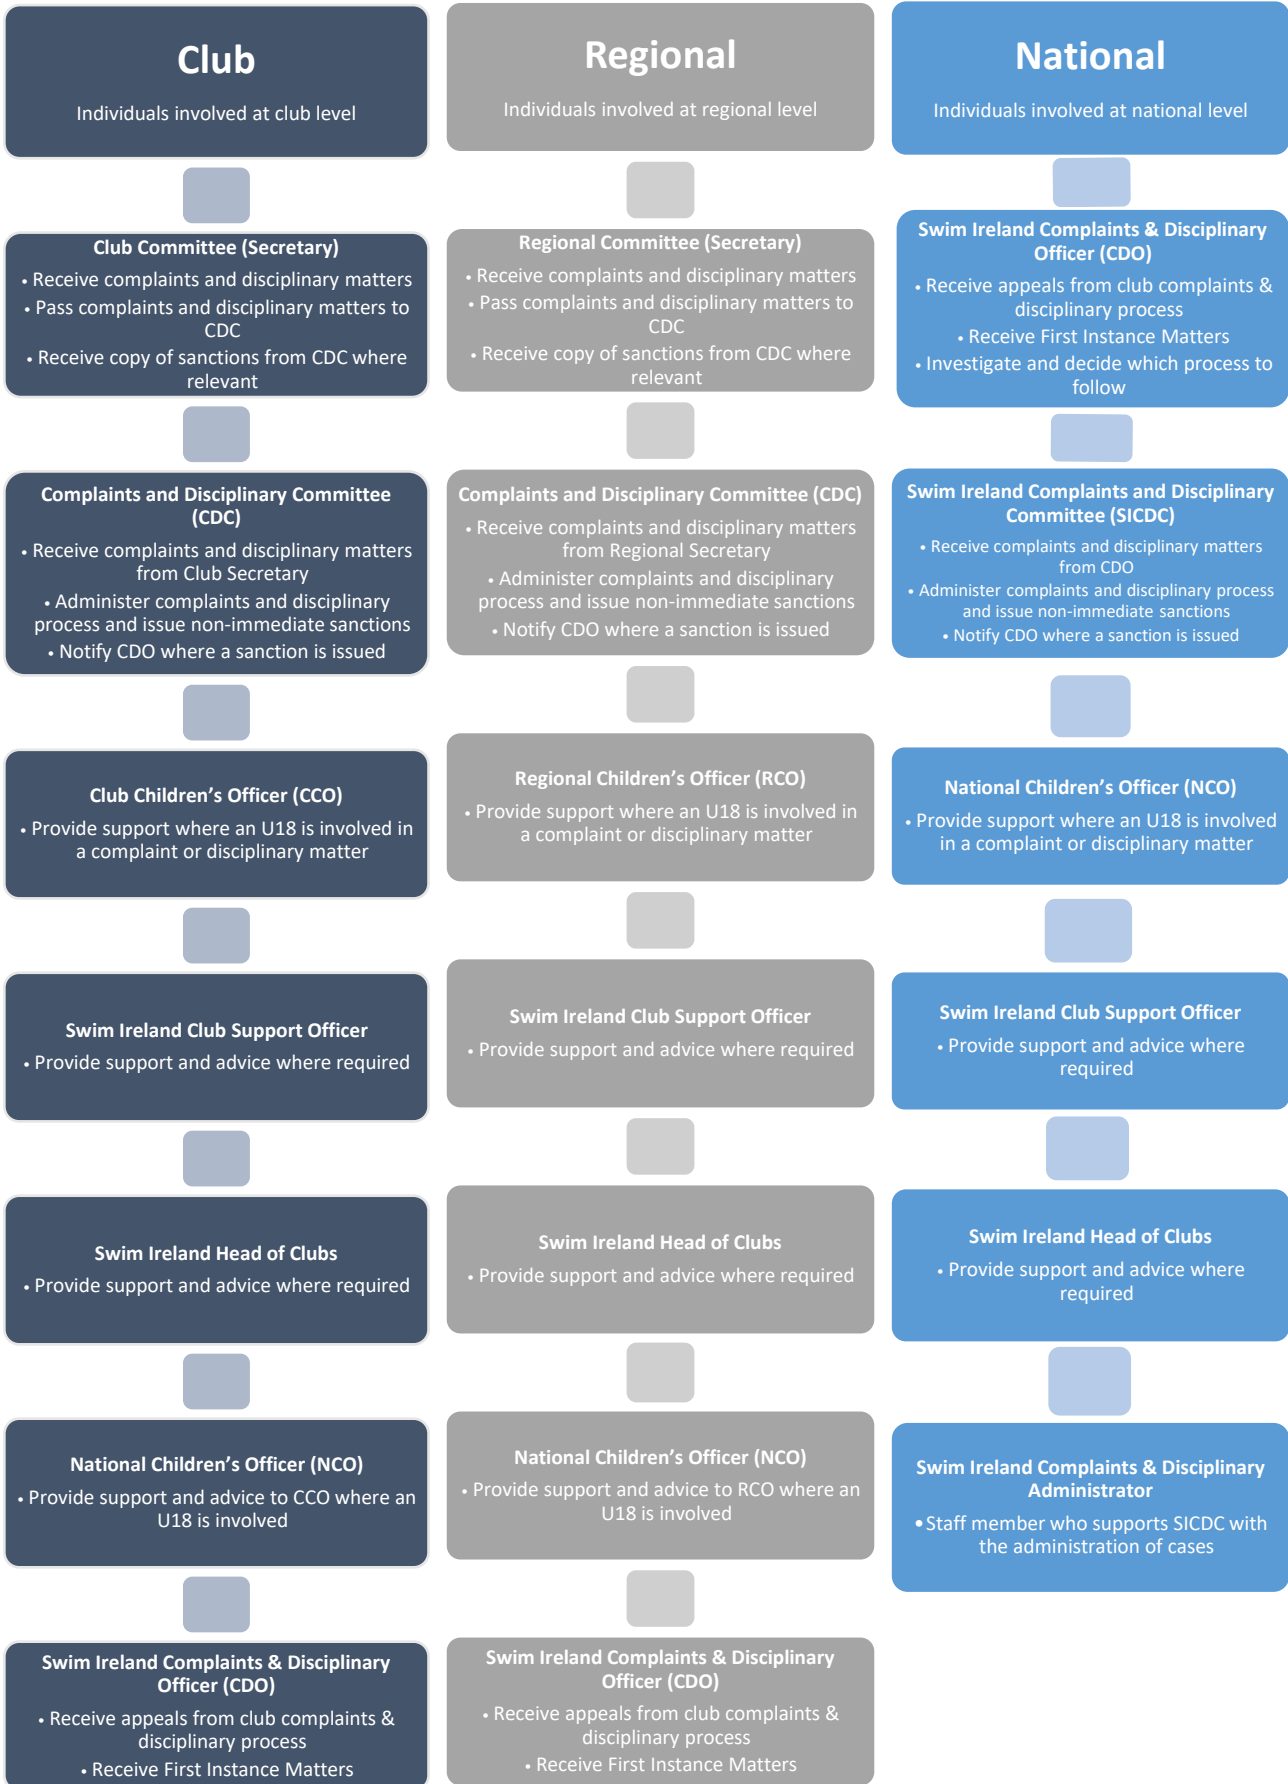 Club
Individuals involved at club level
Club Committee (Secretary)
• Receive complaints and disciplinary matters
• Pass complaints and disciplinary matters to
CDC
• Receive copy of sanctions from CDC where
relevant
Complaints and Disciplinary Committee
(CDC)
• Receive complaints and disciplinary matters
from Club Secretary
• Administer complaints and disciplinary
process and issue non-immediate sanctions
• Notify CDO where a sanction is issued
Club Children’s Officer (CCO)
• Provide support where an U18 is involved in
a complaint or disciplinary matter
Swim Ireland Club Support Officer
• Provide support and advice where required
Swim Ireland Head of Clubs
• Provide support and advice where required
National Children’s Officer (NCO)
• Provide support and advice to CCO where an
U18 is involved
Swim Ireland Complaints & Disciplinary
Officer (CDO)
• Receive appeals from club complaints &
disciplinary process
• Receive First Instance Matters
Regional
Individuals involved at regional level
Regional Committee (Secretary)
• Receive complaints and disciplinary matters
• Pass complaints and disciplinary matters to
CDC
• Receive copy of sanctions from CDC where
relevant
Complaints and Disciplinary Committee (CDC)
• Receive complaints and disciplinary matters
from Regional Secretary
• Administer complaints and disciplinary
process and issue non-immediate sanctions
• Notify CDO where a sanction is issued
Regional Children’s Officer (RCO)
• Provide support where an U18 is involved in
a complaint or disciplinary matter
Swim Ireland Club Support Officer
• Provide support and advice where required
Swim Ireland Head of Clubs
• Provide support and advice where required
National Children’s Officer (NCO)
• Provide support and advice to RCO where an
U18 is involved
Swim Ireland Complaints & Disciplinary
Officer (CDO)
• Receive appeals from club complaints &
disciplinary process
• Receive First Instance Matters
National
Individuals involved at national level
Swim Ireland Complaints & Disciplinary
Officer (CDO)
• Receive appeals from club complaints &
disciplinary process
• Receive First Instance Matters
• Investigate and decide which process to
follow
Swim Ireland Complaints and Disciplinary
Committee (SICDC)
• Receive complaints and disciplinary matters
from CDO
• Administer complaints and disciplinary process
and issue non-immediate sanctions
• Notify CDO where a sanction is issued
National Children’s Officer (NCO)
• Provide support where an U18 is involved
in a complaint or disciplinary matter
Swim Ireland Club Support Officer
• Provide support and advice where
required
Swim Ireland Head of Clubs
• Provide support and advice where
required
Swim Ireland Complaints & Disciplinary
Administrator
• Staff member who supports SICDC with
the administration of cases